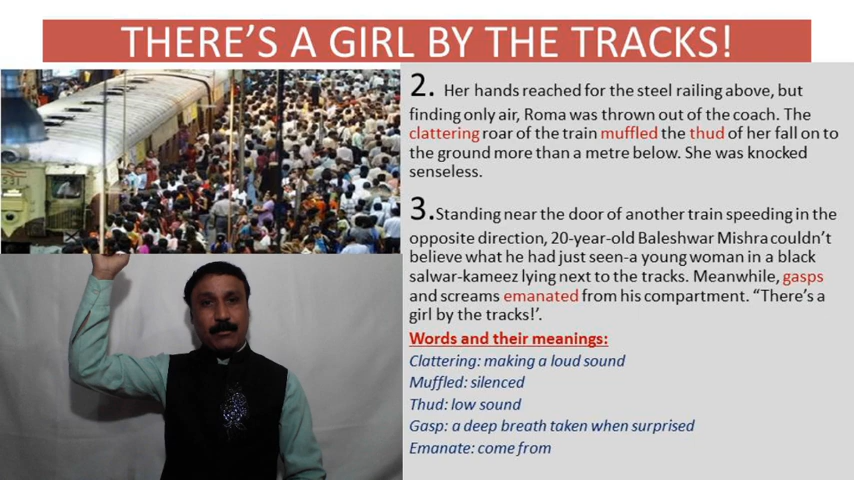 THERE'S A GIRL BY THE TRACKS!
2. Her hands reached for the steel railing above, but
finding only air, Roma was thrown out of the coach. The
clattering roar of the train muffled the thud of her fall on to
the ground more than a metre below. She was knocked
senseless.
3.Standing near the door of another train speeding in the
opposite direction, 20-year-old Baleshwar Mishra couldn't
believe what he had just seen-a young woman in a black
salwar-kameez lying next to the tracks. Meanwhile, gasps
and screams emanated from his compartment. "There's a
girl by the tracks!'.
Words and their meanings:
Clattering: making a loud sound
Muffled: silenced
Thud: low sound
Gasp: a deep breath taken when surprised
Emanate: come from